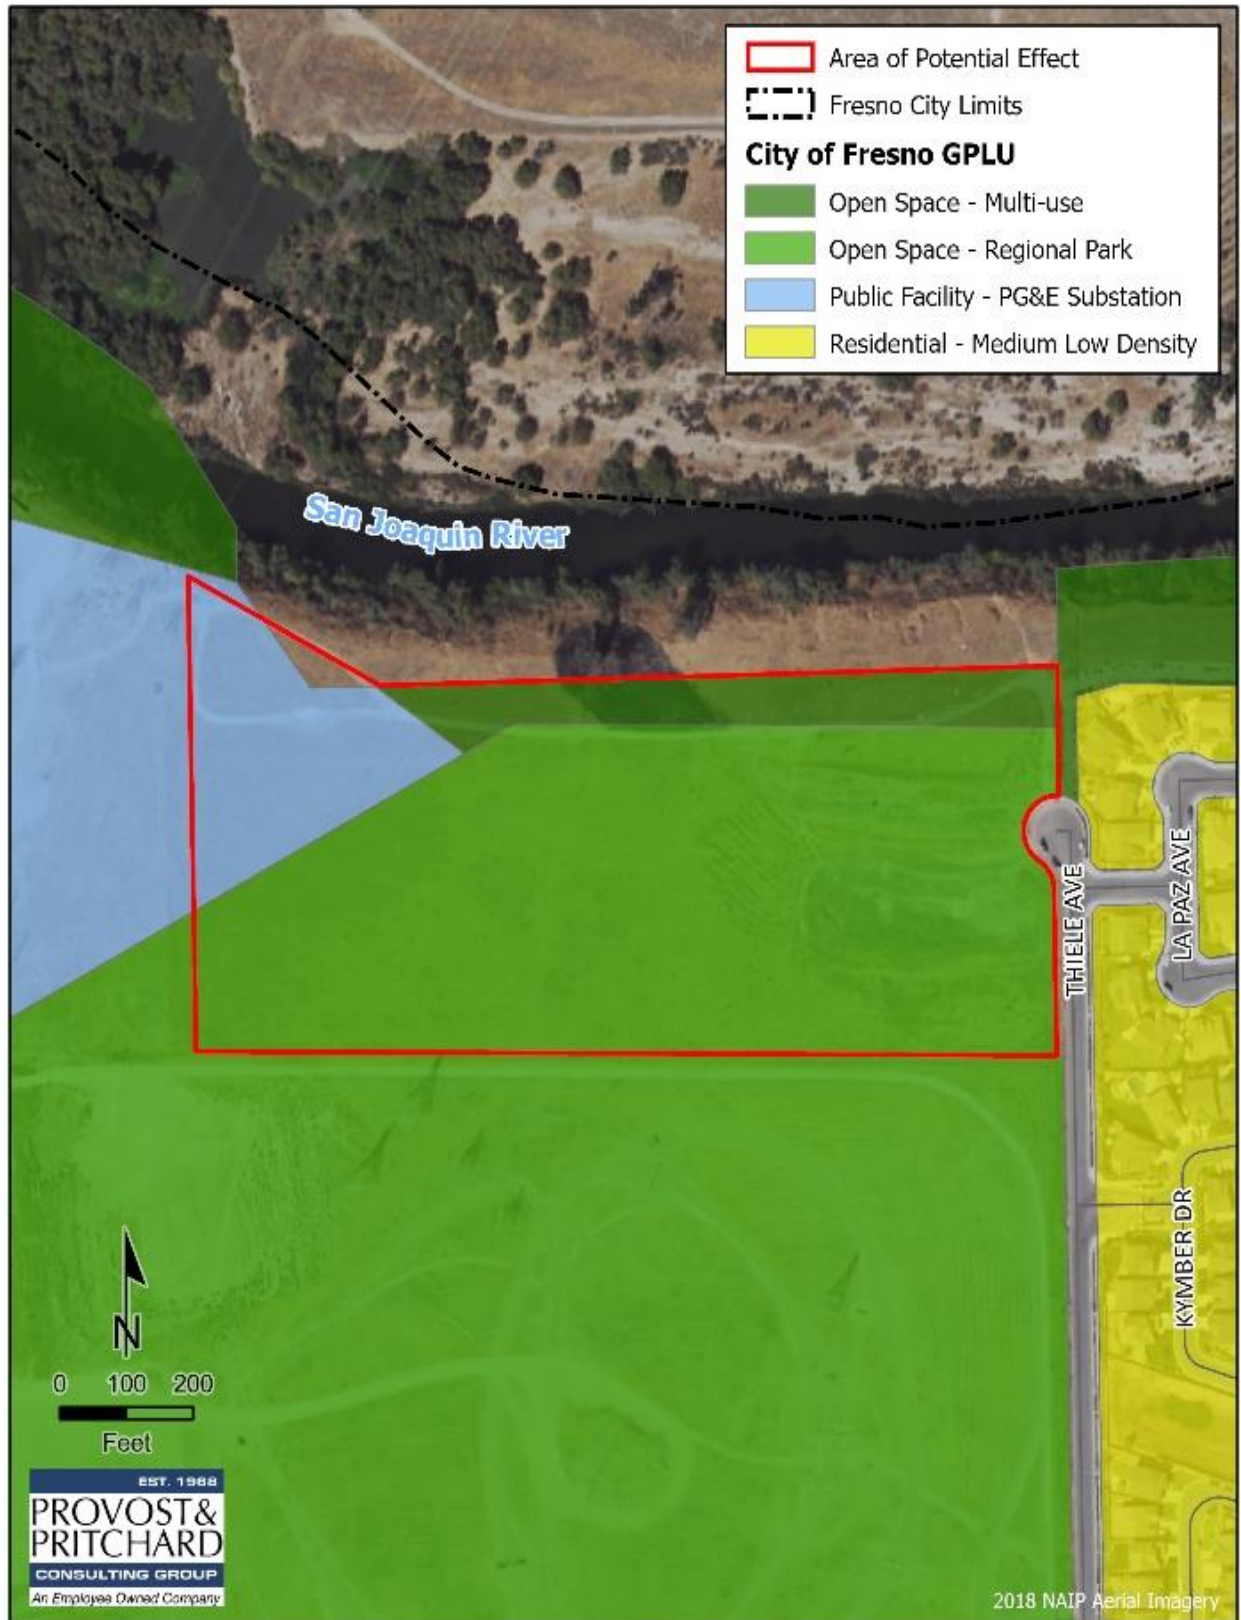 Area of Potential Effect
Fresno City Limits
City of Fresno GPLU
Open Space - Multi-use
Open Space - Regional Park
Public Facility - PG&E Substation
Residential - Medium Low Density
San Joaquin River
THIELE AVE
LA PAZ AVE
KYMBER DR
N
0 100 200
Feet
EST. 1968
PROVOST&
PRITCHARD
CONSULTING GROUP
An Employee Owned Company
2018 NAIP Aerial Imagery